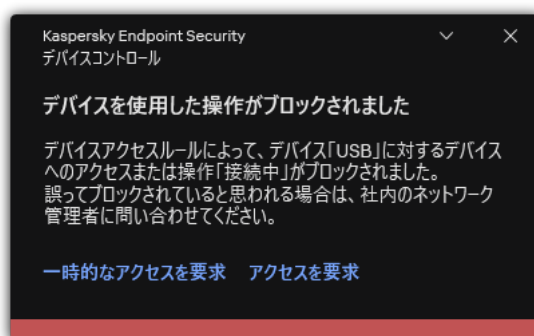 Kaspersky Endpoint Security
デバイスコントロール
デバイスを使用した操作がブロックされました
デバイスアクセスルールによって、デバイス「USB」に対するデバイス
へのアクセスまたは操作「接続中」がブロックされました。
誤ってブロックされていると思われる場合は、社内のネットワーク
管理者に問い合わせてください。
一時的なアクセスを要求 アクセスを要求